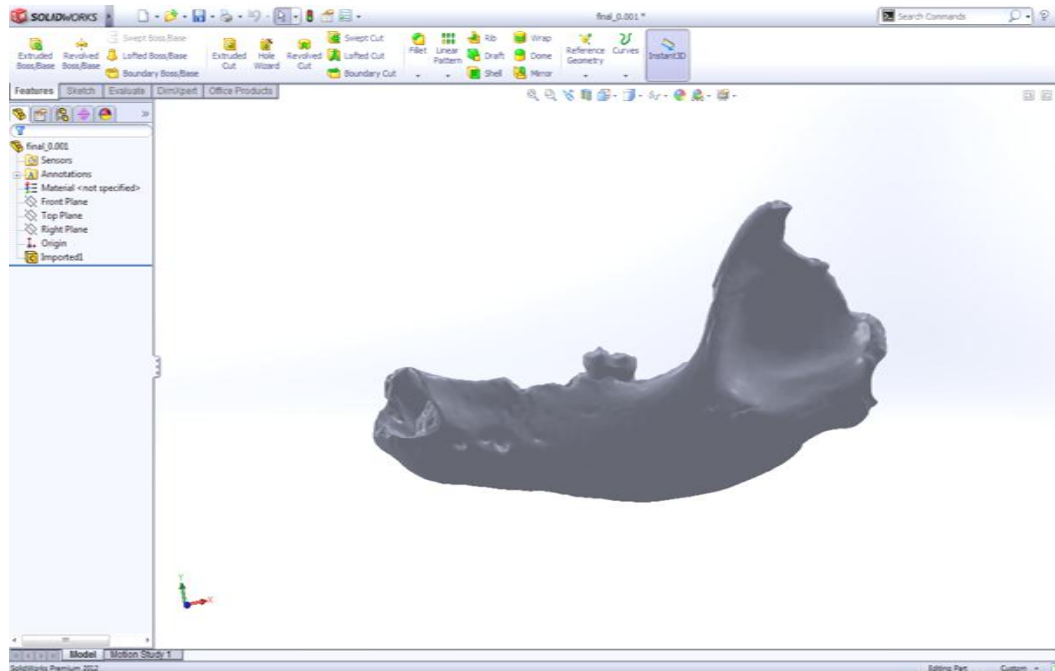 SOLIDWORKS
final_0.001 *
Search Commands
Extruded Boss/Base
Revolved Boss/Base
Swept Boss/Base
Lofted Boss/Base
Boundary Boss/Base
Extruded Cut
Hole Wizard
Revolved Cut
Swept Cut
Lofted Cut
Boundary Cut
Fillet
Linear Pattern
Rib
Draft
Shell
Wrap
Dome
Mirror
Reference Geometry
Curves
Instant3D
Features Sketch Evaluate DimXpert Office Products
final_0.001
Sensors
Annotations
Material <not specified>
Front Plane
Top Plane
Right Plane
Origin
Imported1
Y
X
Model Motion Study 1
SolidWorks Premium 2012
Editing Part Custom